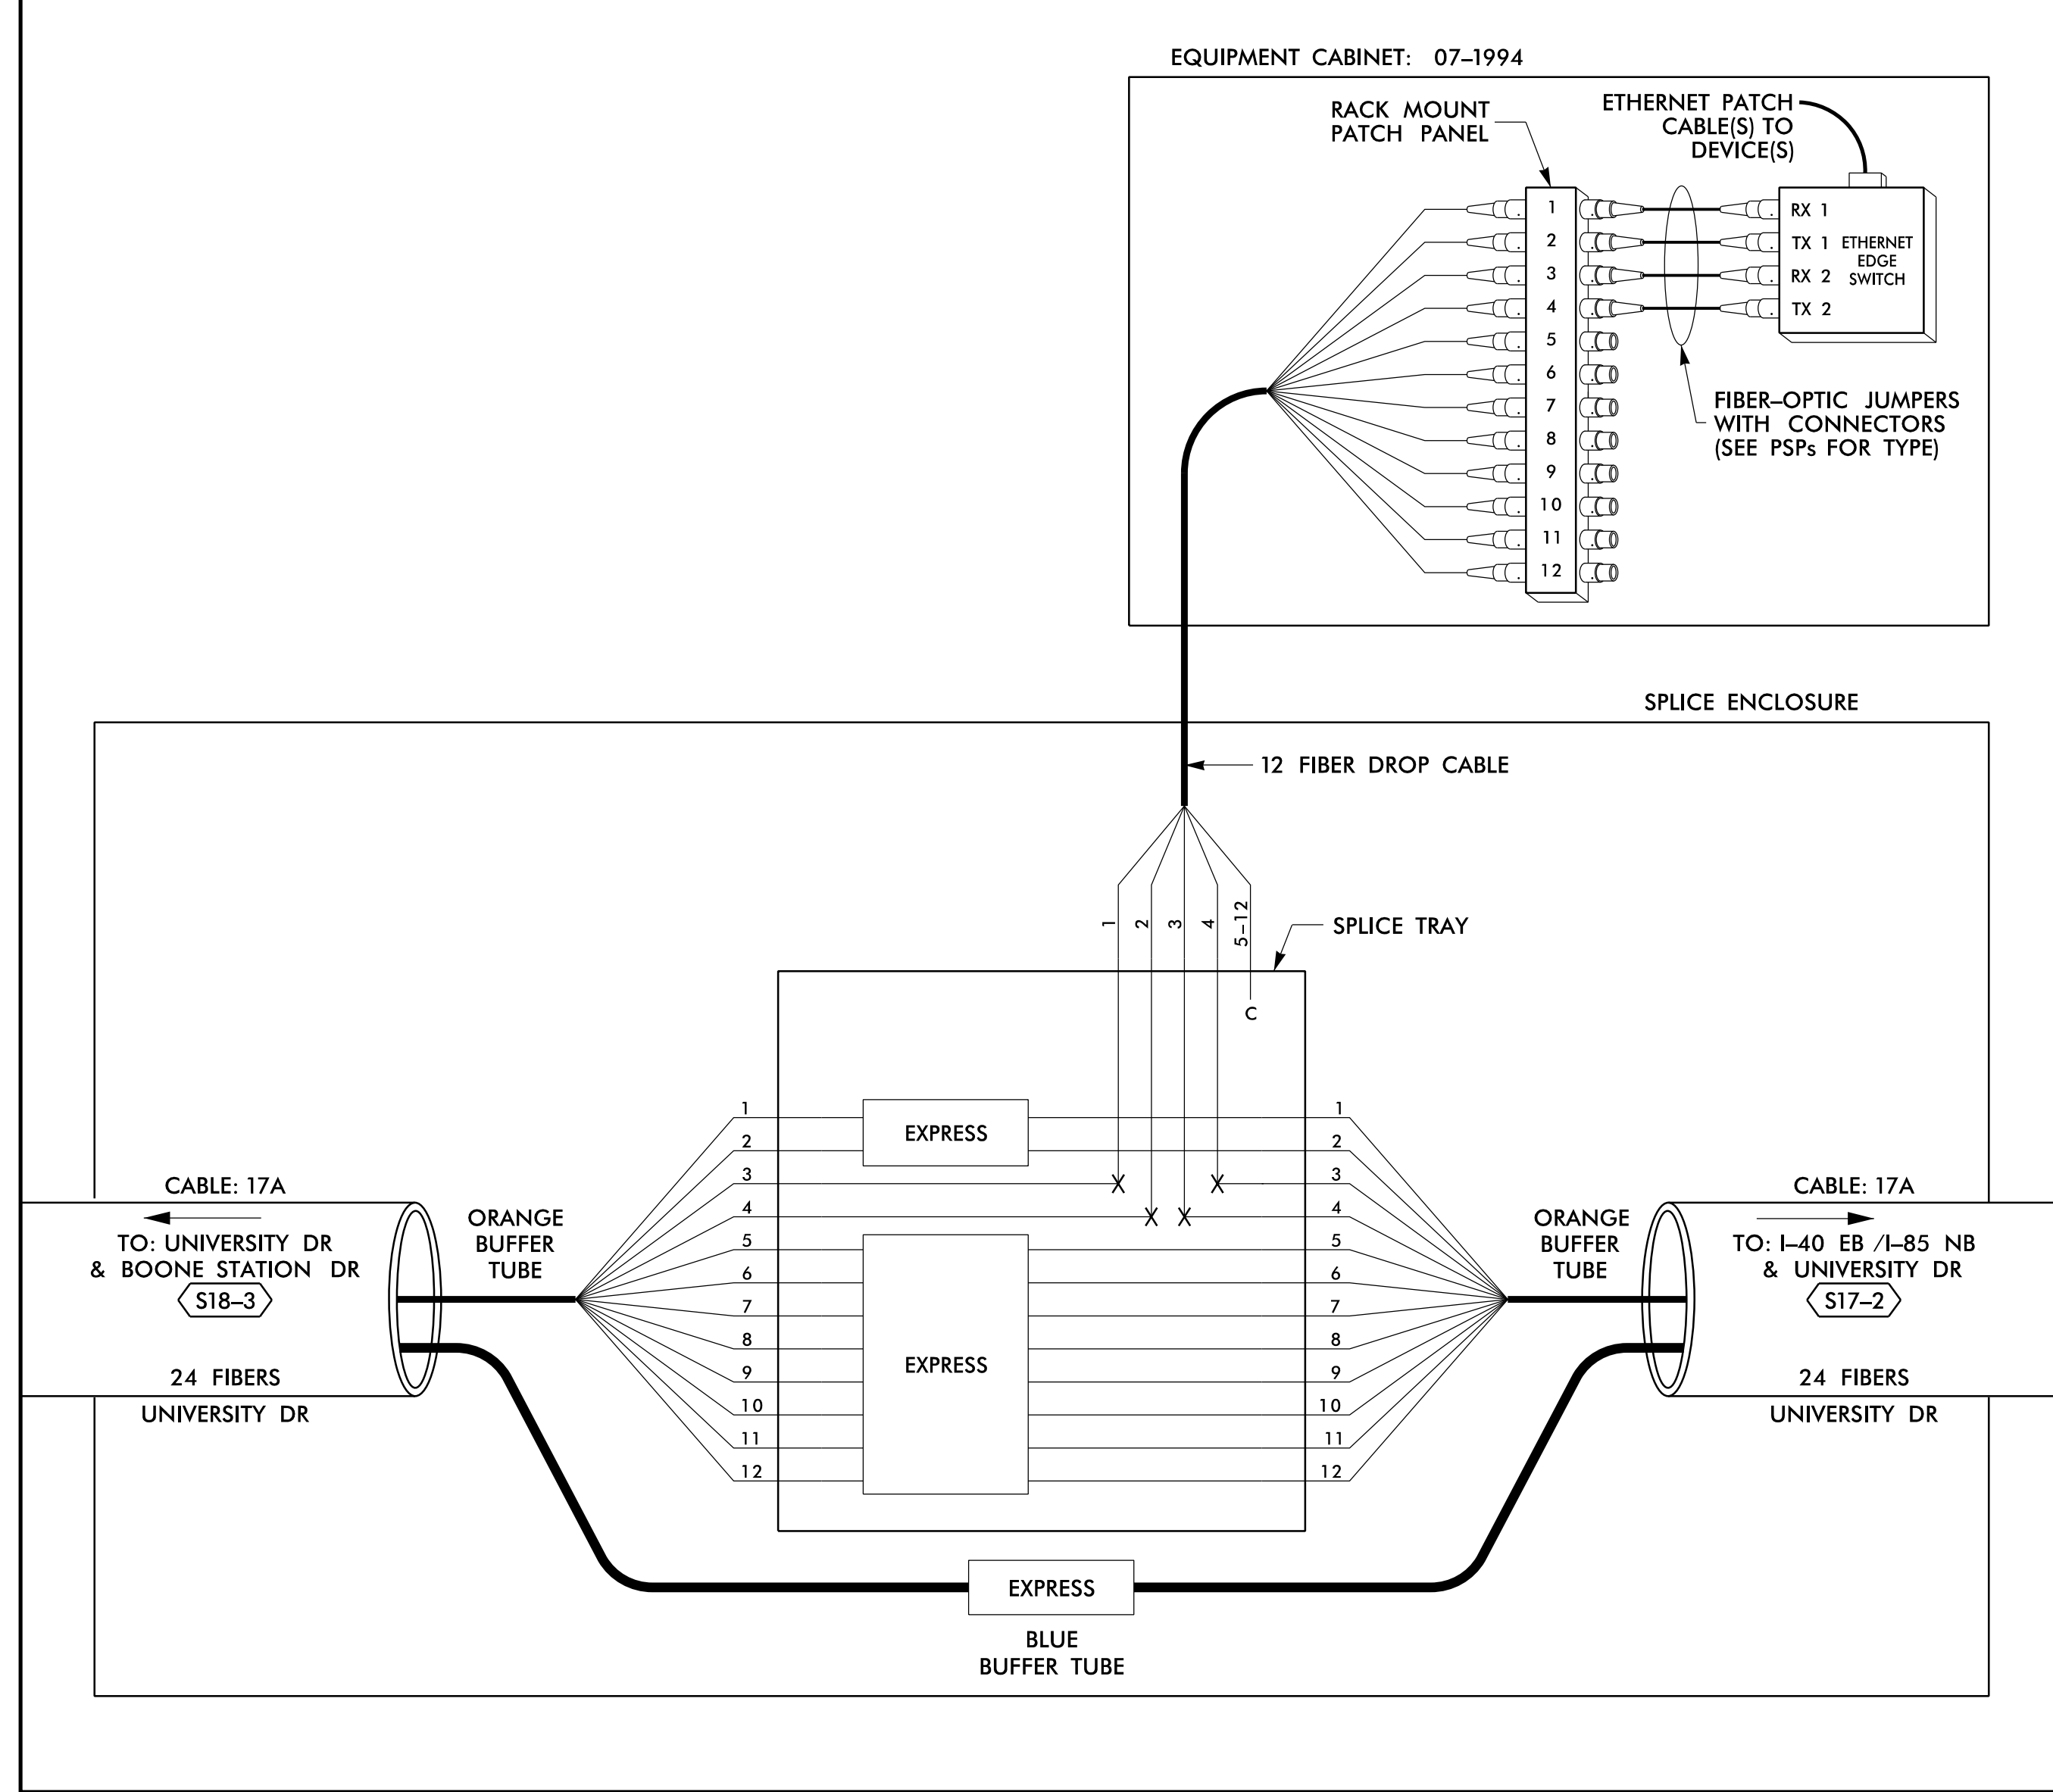 EQUIPMENT CABINET: 07–1994
RACK MOUNT
PATCH PANEL
ETHERNET PATCH
CABLE(S) TO
DEVICE(S)
1
2
3
4
5
6
7
8
9
10
11
12
RX 1
TX 1
RX 2
TX 2
ETHERNET
EDGE
SWITCH
FIBER–OPTIC JUMPERS
WITH CONNECTORS
(SEE PSPs FOR TYPE)
SPLICE ENCLOSURE
12 FIBER DROP CABLE
1
2
3
4
5–12
SPLICE TRAY
C
1
2
3
4
5
6
7
8
9
10
11
12
EXPRESS
EXPRESS
1
2
3
4
5
6
7
8
9
10
11
12
CABLE: 17A
TO: UNIVERSITY DR
& BOONE STATION DR
S18–3
24 FIBERS
UNIVERSITY DR
ORANGE
BUFFER
TUBE
ORANGE
BUFFER
TUBE
CABLE: 17A
TO: I–40 EB /I–85 NB
& UNIVERSITY DR
S17–2
24 FIBERS
UNIVERSITY DR
EXPRESS
BLUE
BUFFER TUBE